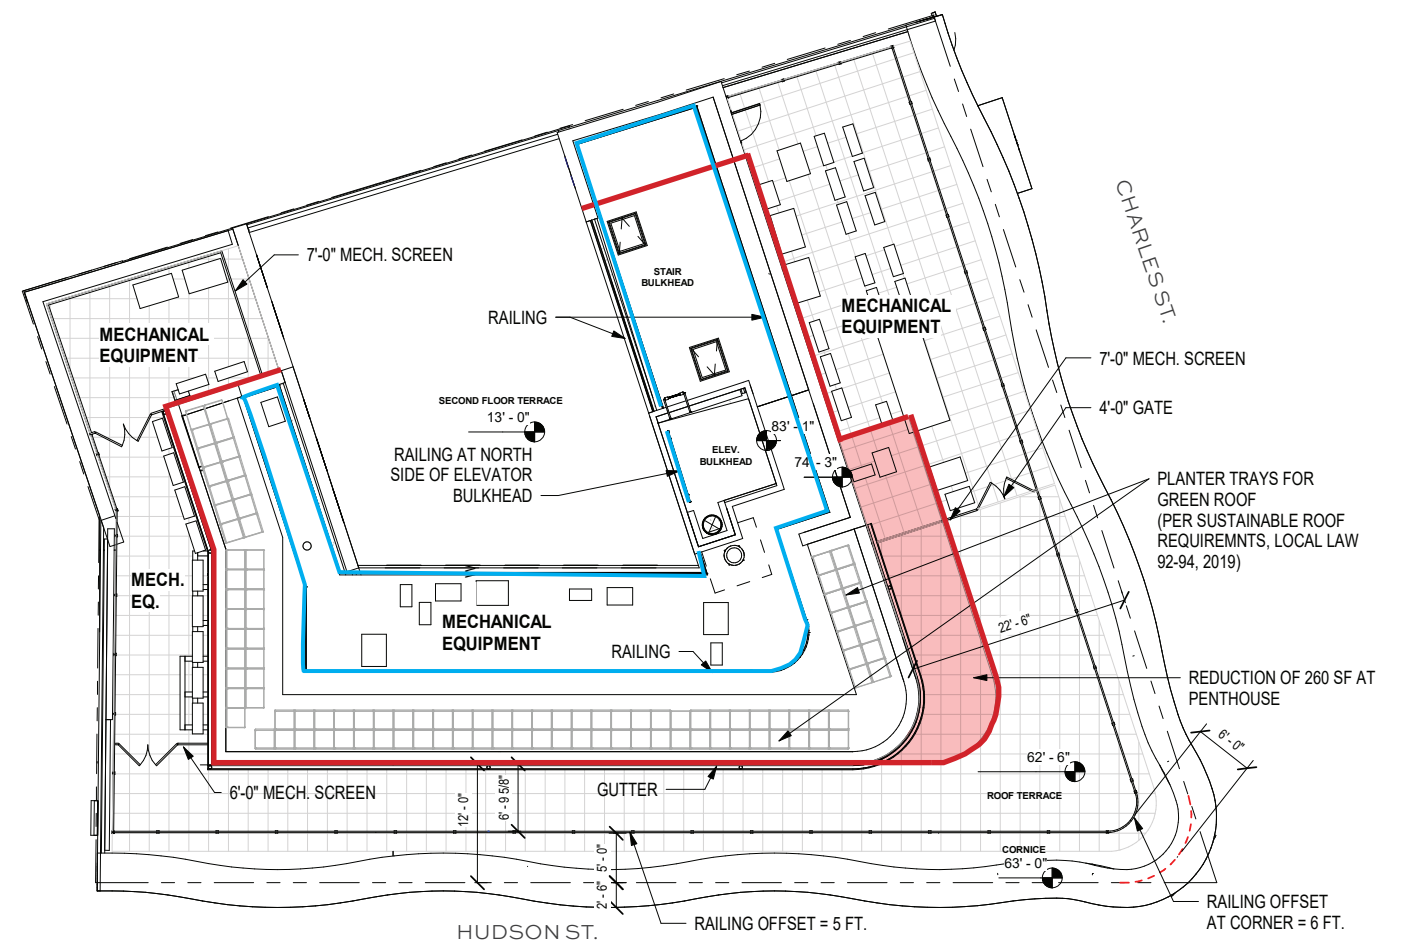 CHARLES ST.
7'-0" MECH. SCREEN
MECHANICAL
EQUIPMENT
STAIR
BULKHEAD
RAILING
MECHANICAL
EQUIPMENT
7'-0" MECH. SCREEN
4'-0" GATE
SECOND FLOOR TERRACE
13' - 0"
83' - 1"
RAILING AT NORTH
SIDE OF ELEVATOR
BULKHEAD
ELEV.
BULKHEAD
74' - 3"
PLANTER TRAYS FOR
GREEN ROOF
(PER SUSTAINABLE ROOF
REQUIREMNTS, LOCAL LAW
92-94, 2019)
MECH.
EQ.
MECHANICAL
EQUIPMENT
RAILING
22' - 6"
REDUCTION OF 260 SF AT
PENTHOUSE
6'-0"
62' - 6"
ROOF TERRACE
6'-0" MECH. SCREEN
GUTTER
12' - 0"
6' - 9 5/8"
5' - 0"
2' - 6"
CORNICE
63' - 0"
RAILING OFFSET = 5 FT.
RAILING OFFSET
AT CORNER = 6 FT.
HUDSON ST.